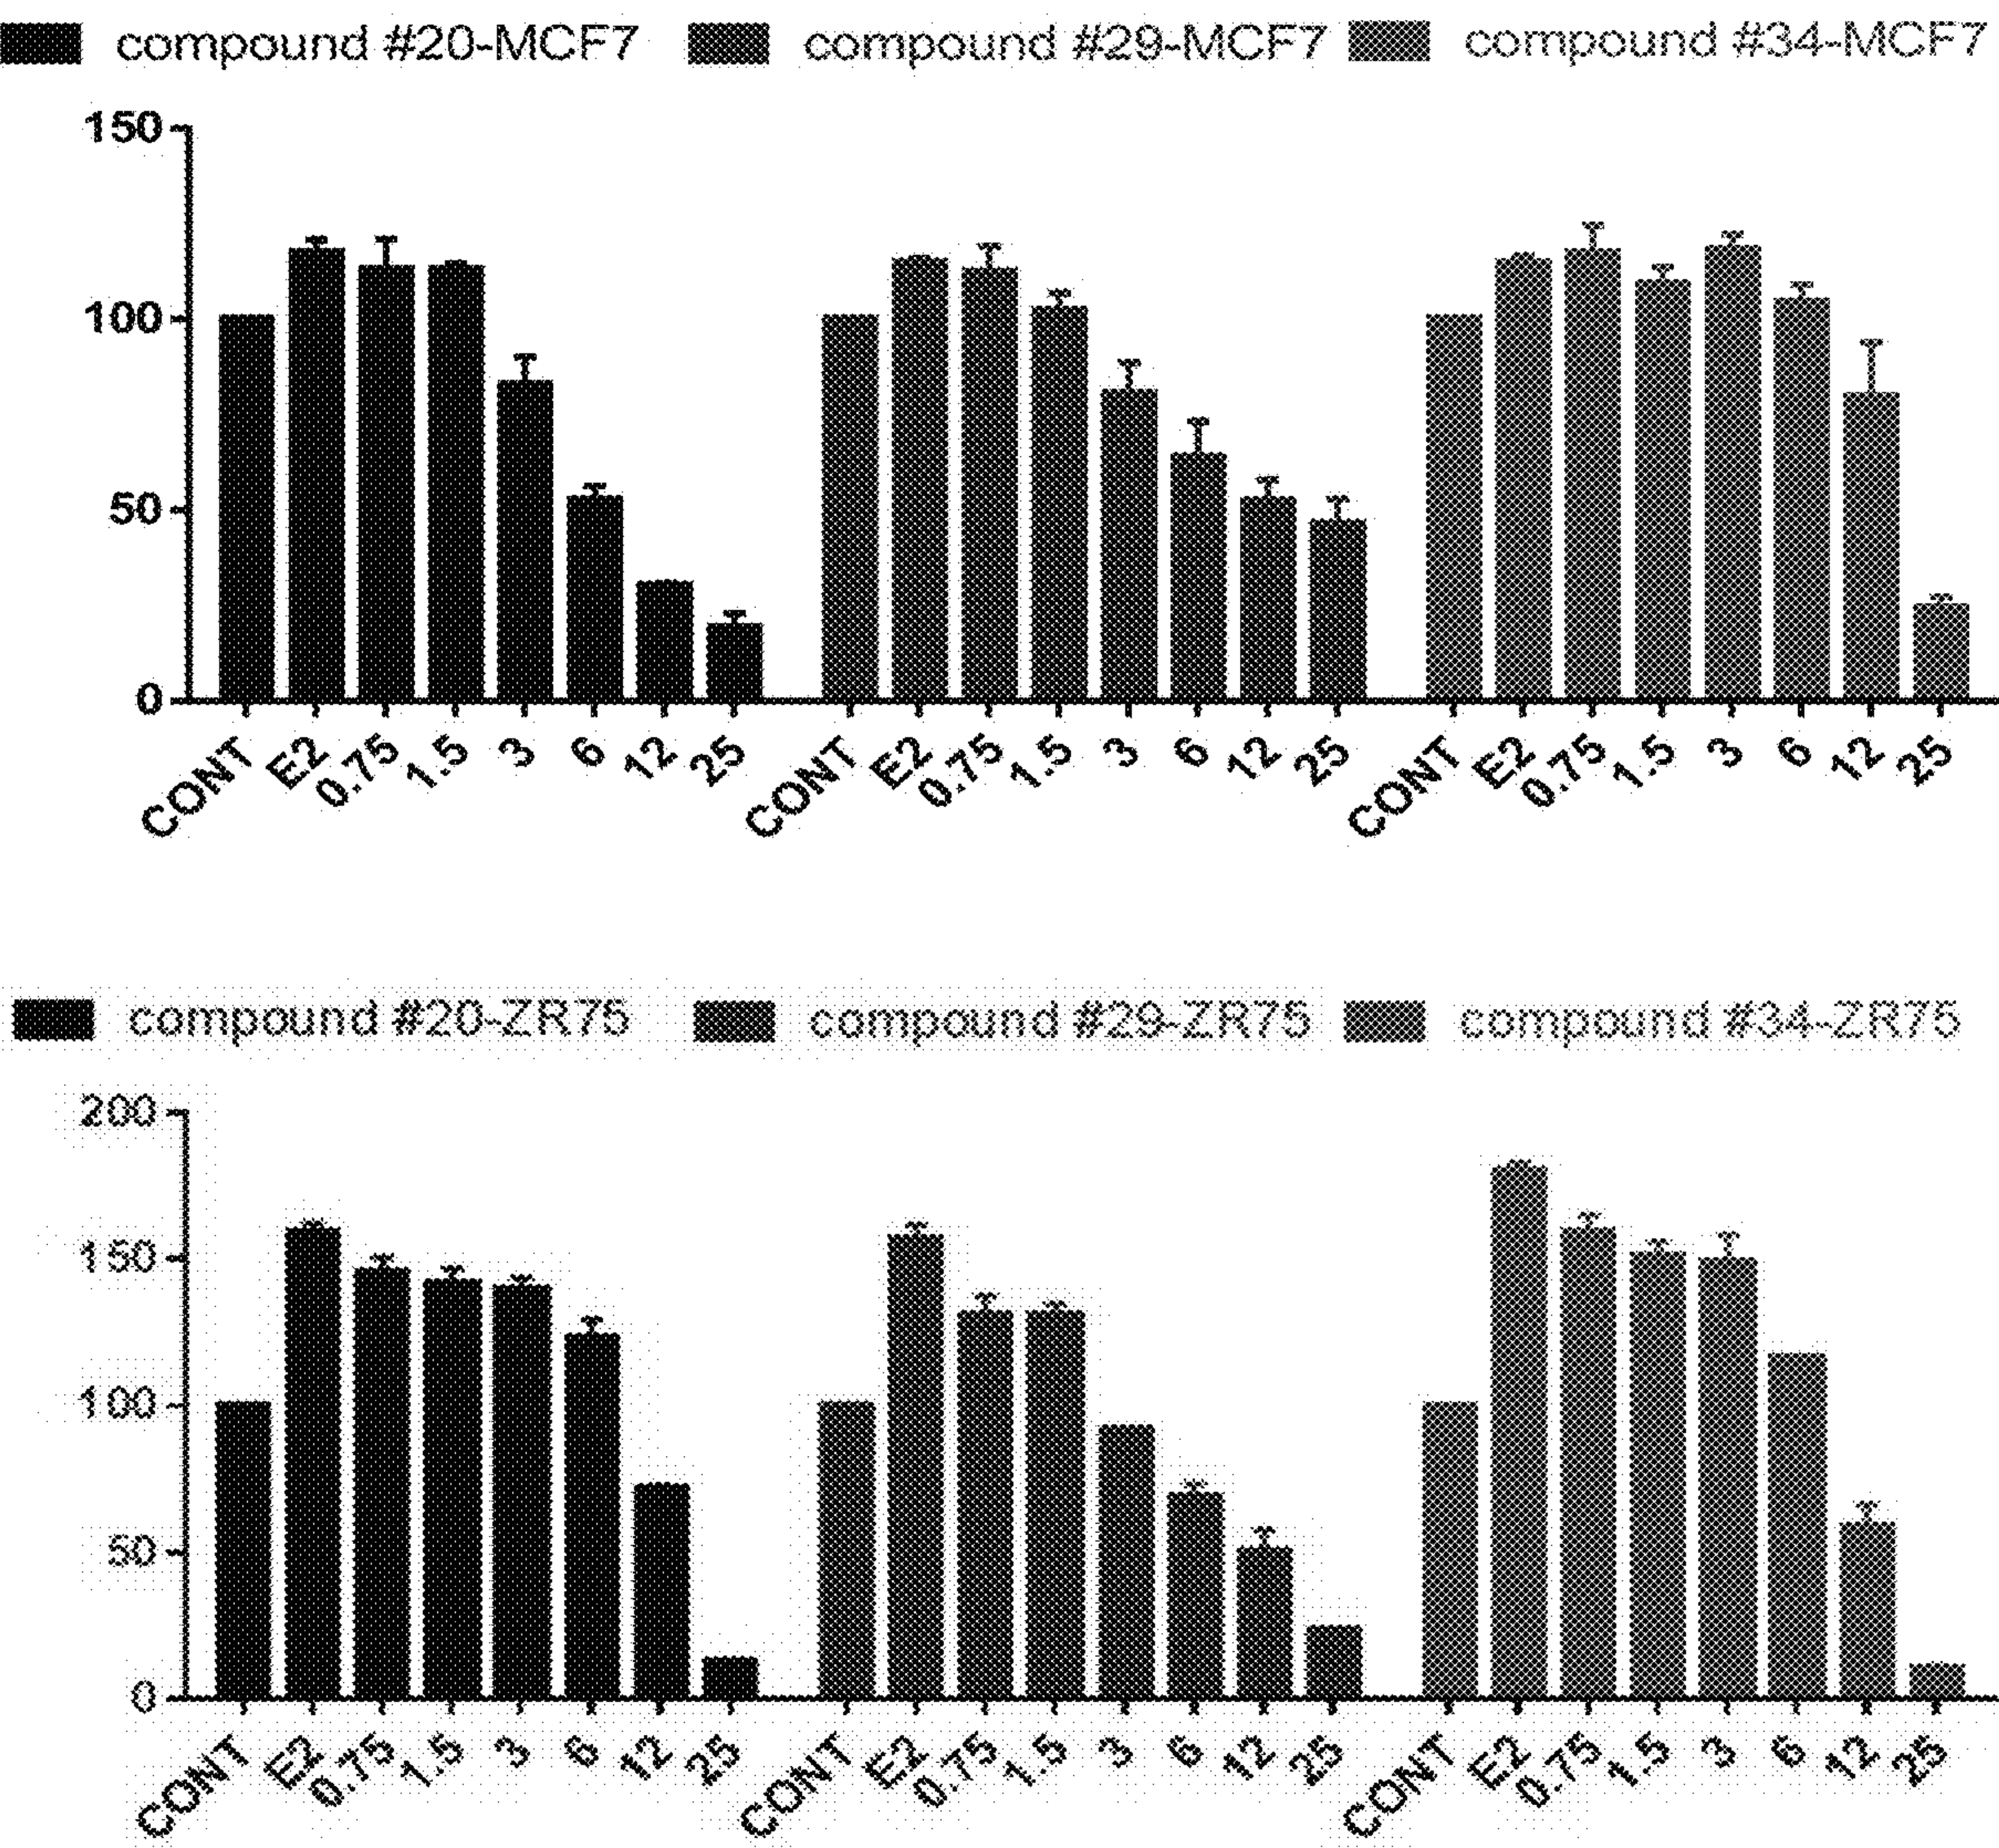 compound #20-MCF7 compound #29-MCF7 compound #34-MCF7
150
100
50
0
CONT E2 0.75 1.5 3 6 12 25 CONT E2 0.75 1.5 3 6 12 25 CONT E2 0.75 1.5 3 6 12 25
compound #20-ZR75 compound #29-ZR75 compound #34-ZR75
200
150
100
50
0
CONT E2 0.75 1.5 3 6 12 25 CONT E2 0.75 1.5 3 6 12 25 CONT E2 0.75 1.5 3 6 12 25